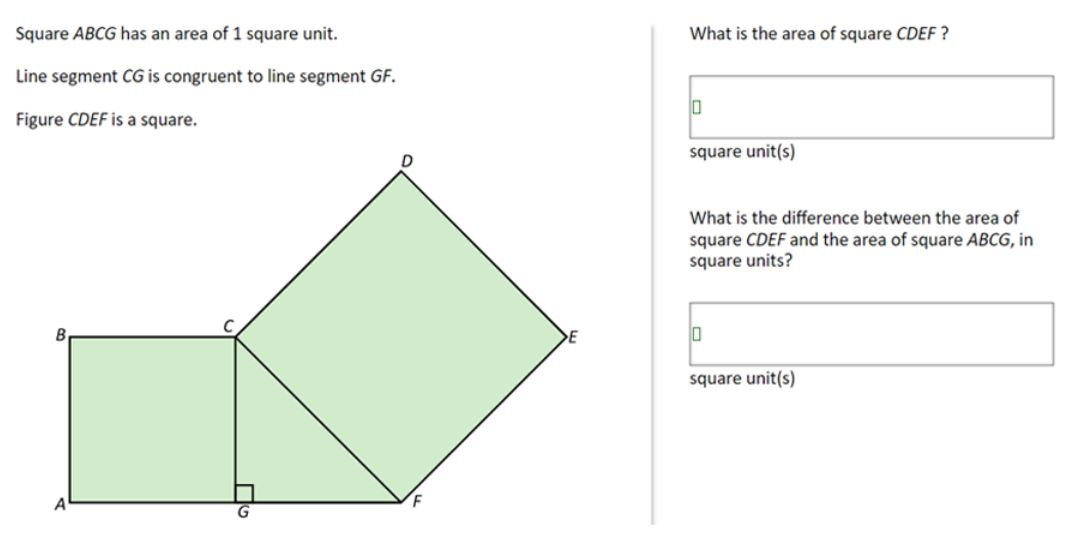 Square ABCG has an area of 1 square unit.
Line segment CG is congruent to line segment GF.
Figure CDEF is a square.
D
B
C
E
A
G
F
What is the area of square CDEF ?
square unit(s)
What is the difference between the area of
square CDEF and the area of square ABCG, in
square units?
square unit(s)